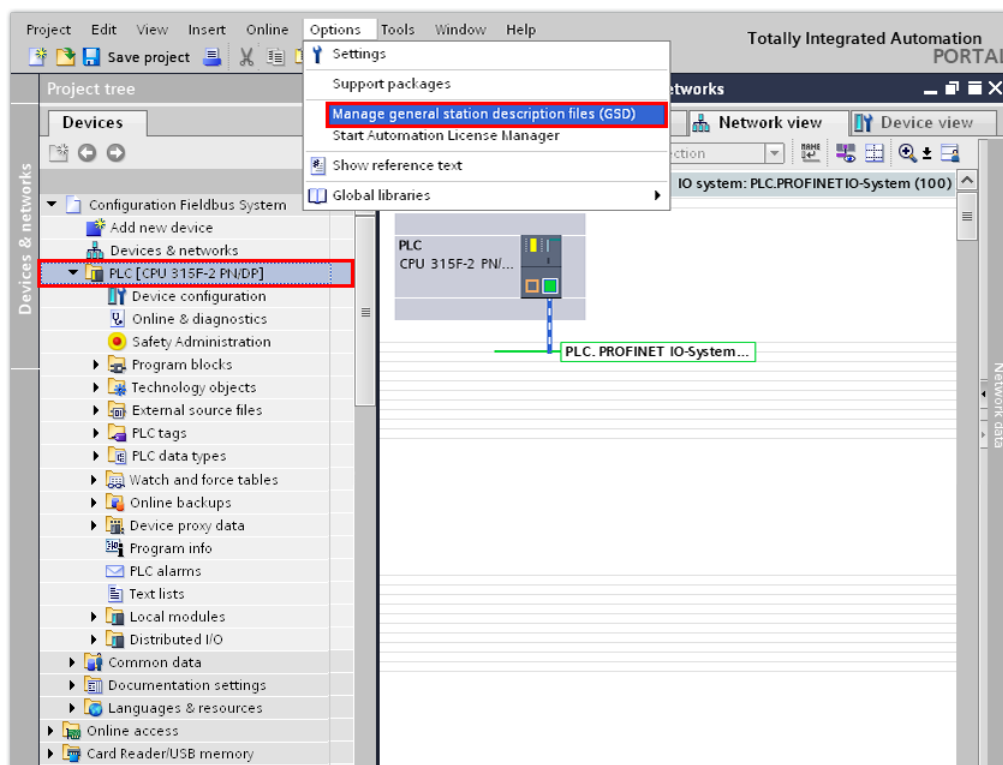 Project Edit View Insert Online Options Tools Window Help
Totally Integrated Automation
PORTAL
Save project
Settings
Support packages
Manage general station description files (GSD)
Start Automation License Manager
Show reference text
Global libraries
Project tree
Devices
Devices & networks
Configuration Fieldbus System
Add new device
Devices & networks
PLC [CPU 315F-2 PN/DP]
Device configuration
Online & diagnostics
Safety Administration
Program blocks
Technology objects
External source files
PLC tags
PLC data types
Watch and force tables
Online backups
Device proxy data
Program info
PLC alarms
Text lists
Local modules
Distributed I/O
Common data
Documentation settings
Languages & resources
Online access
Card Reader/USB memory
etworks
Network view Device view
ction
IO system: PLC.PROFINET IO-System (100)
PLC
CPU 315F-2 PN/...
PLC. PROFINET IO-System...
Network data